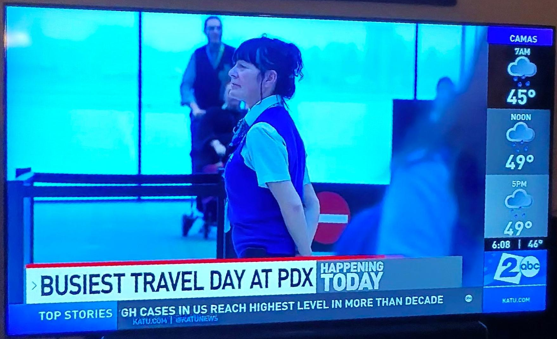 CAMAS
7AM
45°
NOON
49°
5PM
49°
6:08 46°
2 abc
KATU.COM
BUSIEST TRAVEL DAY AT PDX
HAPPENING
TODAY
TOP STORIES
GH CASES IN US REACH HIGHEST LEVEL IN MORE THAN DECADE
KATU.COM | @KATUNEWS